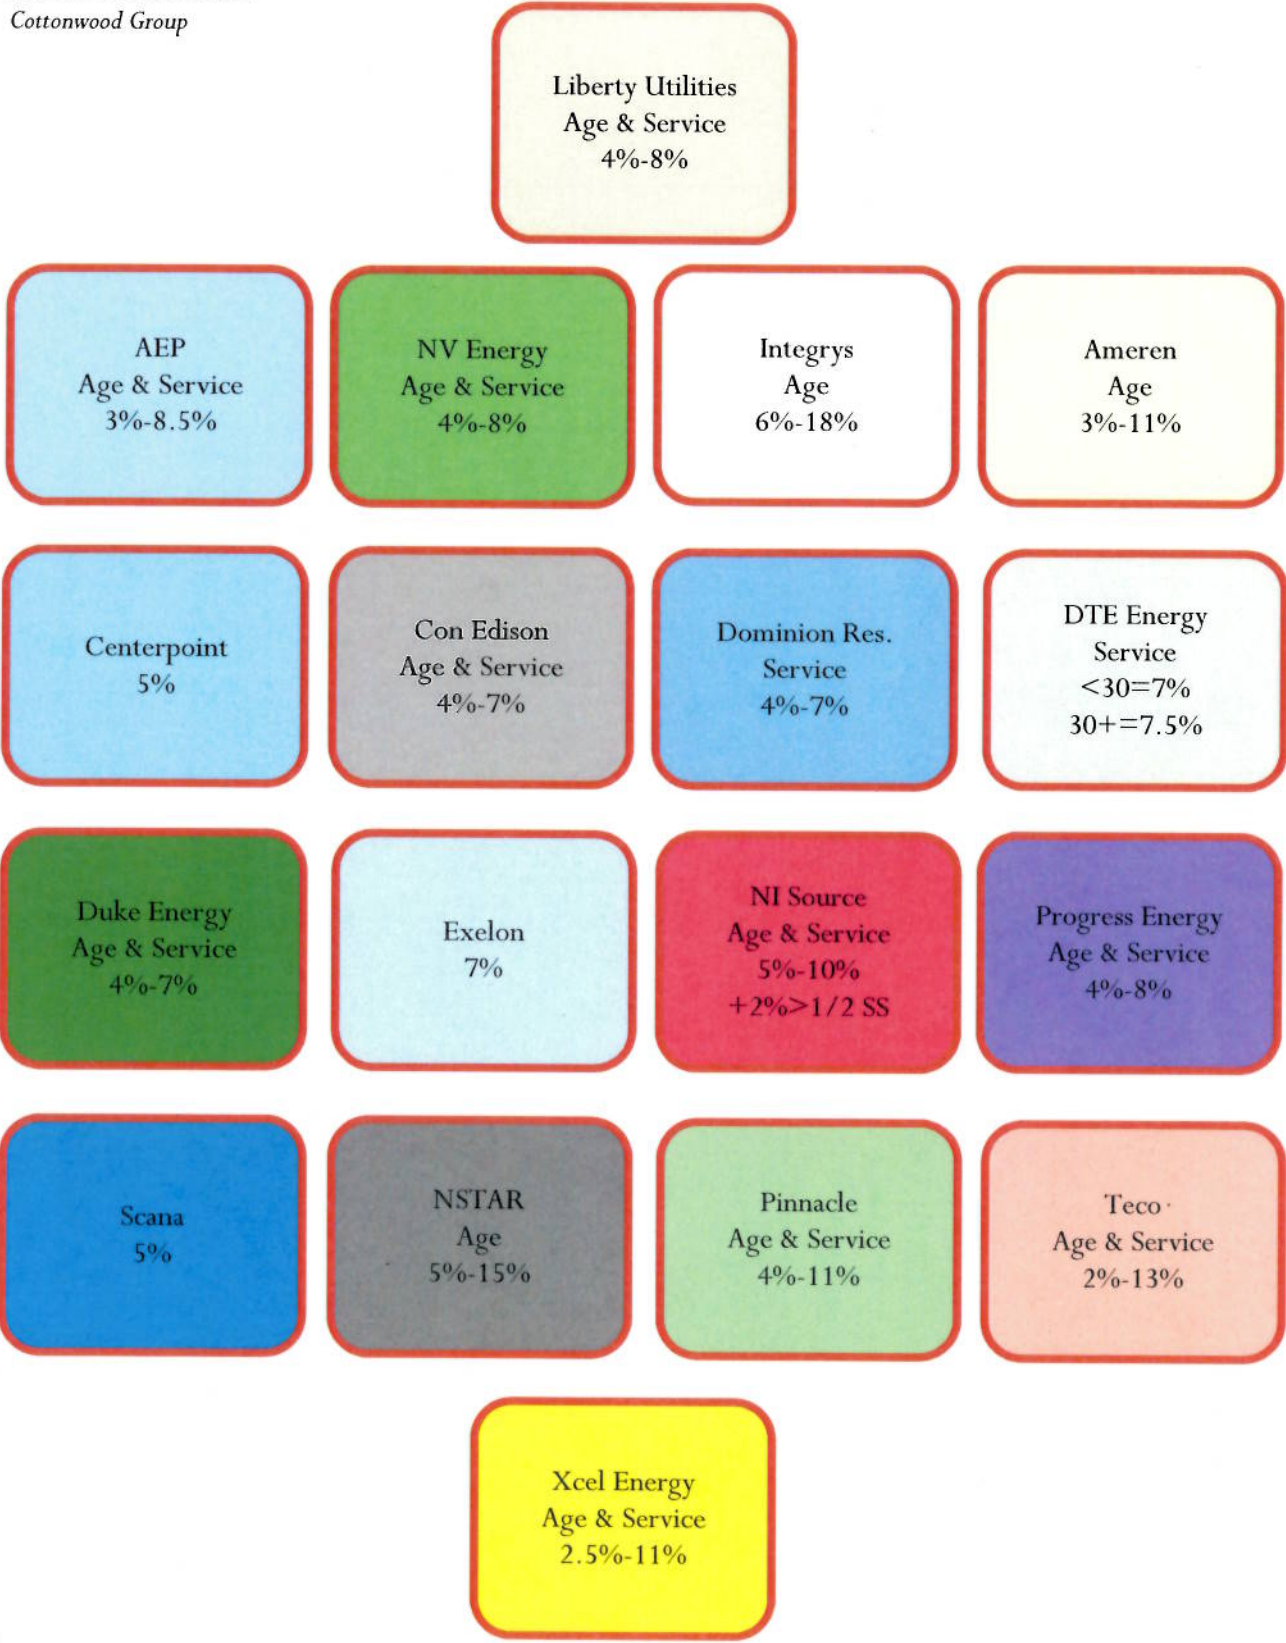 Cottonwood Group
Liberty Utilities
Age & Service
4%-8%
AEP
Age & Service
3%-8.5%
NV Energy
Age & Service
4%-8%
Integrys
Age
6%-18%
Ameren
Age
3%-11%
Centerpoint
5%
Con Edison
Age & Service
4%-7%
Dominion Res.
Service
4%-7%
DTE Energy
Service
<30=7%
30+=7.5%
Duke Energy
Age & Service
4%-7%
Exelon
7%
NI Source
Age & Service
5%-10%
+2%>1/2 SS
Progress Energy
Age & Service
4%-8%
Scana
5%
NSTAR
Age
5%-15%
Pinnacle
Age & Service
4%-11%
Teco
Age & Service
2%-13%
Xcel Energy
Age & Service
2.5%-11%